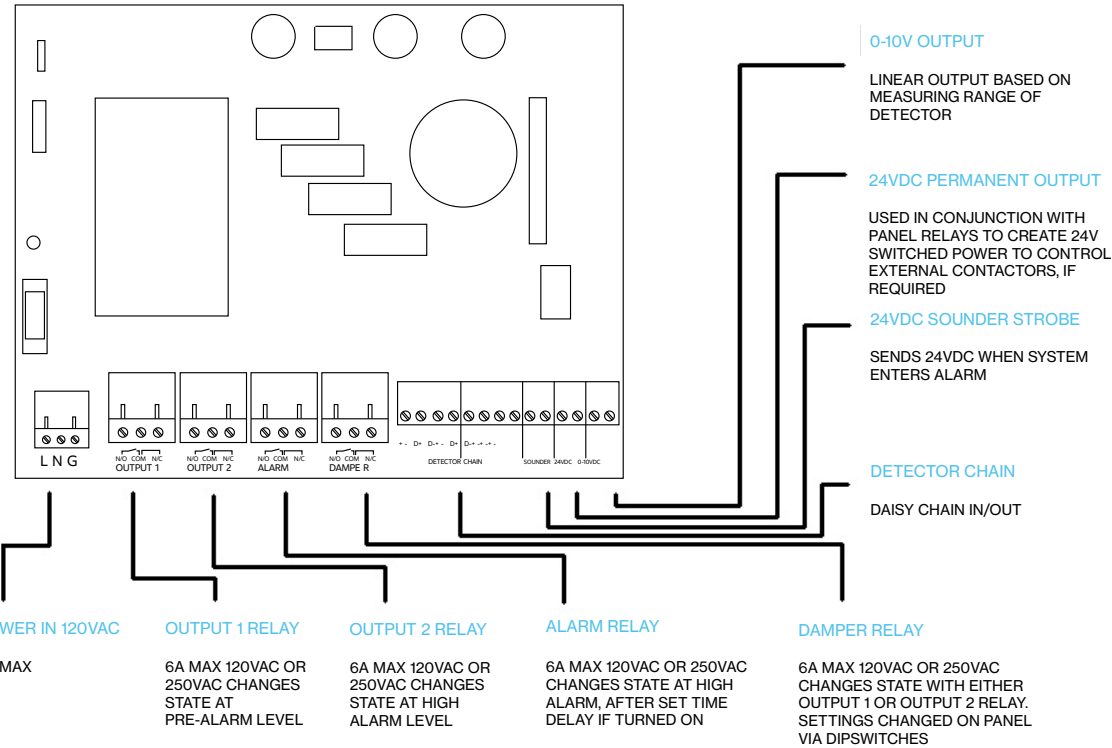 0-10V OUTPUT
LINEAR OUTPUT BASED ON
MEASURING RANGE OF
DETECTOR
24VDC PERMANENT OUTPUT
USED IN CONJUNCTION WITH
PANEL RELAYS TO CREATE 24V
SWITCHED POWER TO CONTROL
EXTERNAL CONTACTORS, IF
REQUIRED
24VDC SOUNDER STROBE
SENDS 24VDC WHEN SYSTEM
ENTERS ALARM
DETECTOR CHAIN
DAISY CHAIN IN/OUT
L N G
N/O COM N/C
OUTPUT 1
N/O COM N/C
OUTPUT 2
N/O COM N/C
ALARM
N/O COM N/C
DAMPE R
+ - D+ D-+ - D+ D-+ -+ -+ -
DETECTOR CHAIN
SOUNDER 24VDC 0-10VDC
WER IN 120VAC
MAX
OUTPUT 1 RELAY
6A MAX 120VAC OR
250VAC CHANGES
STATE AT
PRE-ALARM LEVEL
OUTPUT 2 RELAY
6A MAX 120VAC OR
250VAC CHANGES
STATE AT HIGH
ALARM LEVEL
ALARM RELAY
6A MAX 120VAC OR 250VAC
CHANGES STATE AT HIGH
ALARM, AFTER SET TIME
DELAY IF TURNED ON
DAMPER RELAY
6A MAX 120VAC OR 250VAC
CHANGES STATE WITH EITHER
OUTPUT 1 OR OUTPUT 2 RELAY.
SETTINGS CHANGED ON PANEL
VIA DIPSWITCHES